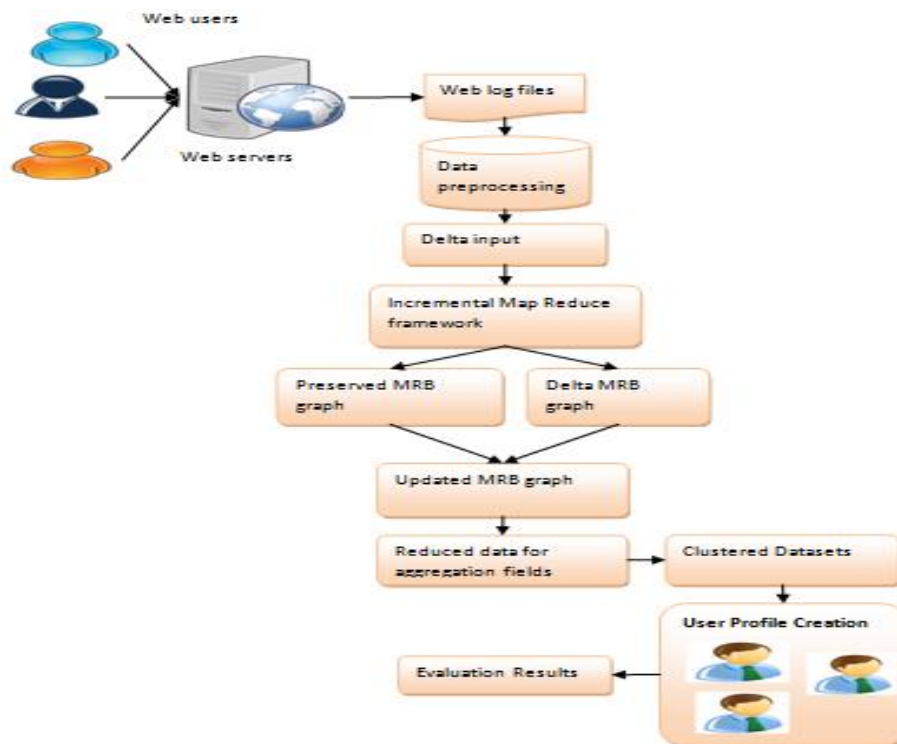 Web users
Web log files
Web servers
Data
preprocessing
Delta input
Incremental Map Reduce
framework
Preserved MRB
graph
Delta MRB
graph
Updated MRB graph
Reduced data for
aggregation fields
Clustered Datasets
User Profile Creation
Evaluation Results